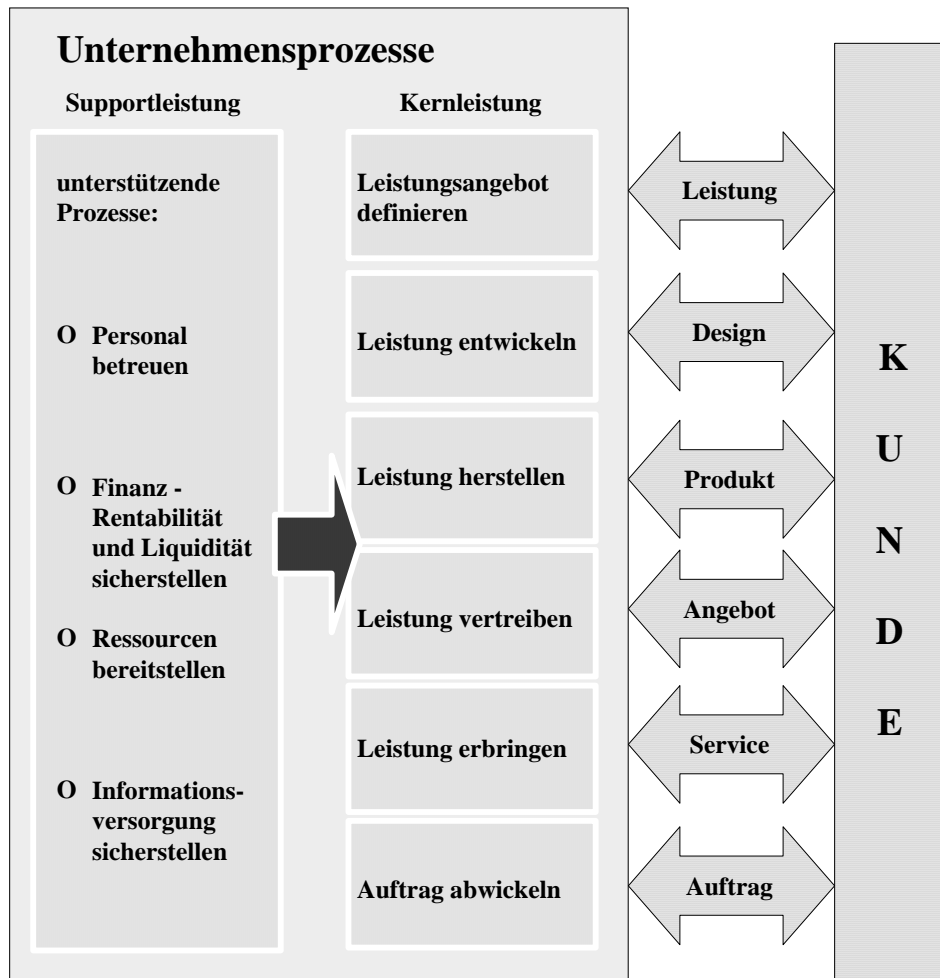 Unternehmensprozesse
Supportleistung
unterstützende
Prozesse:
O Personal
betreuen
O Finanz -
Rentabilität
und Liquidität
sicherstellen
O Ressourcen
bereitstellen
O Informations-
versorgung
sicherstellen
Kernleistung
Leistungsangebot
definieren
Leistung entwickeln
Leistung herstellen
Leistung vertreiben
Leistung erbringen
Auftrag abwickeln
Leistung
Design
Produkt
Angebot
Service
Auftrag
K
U
N
D
E